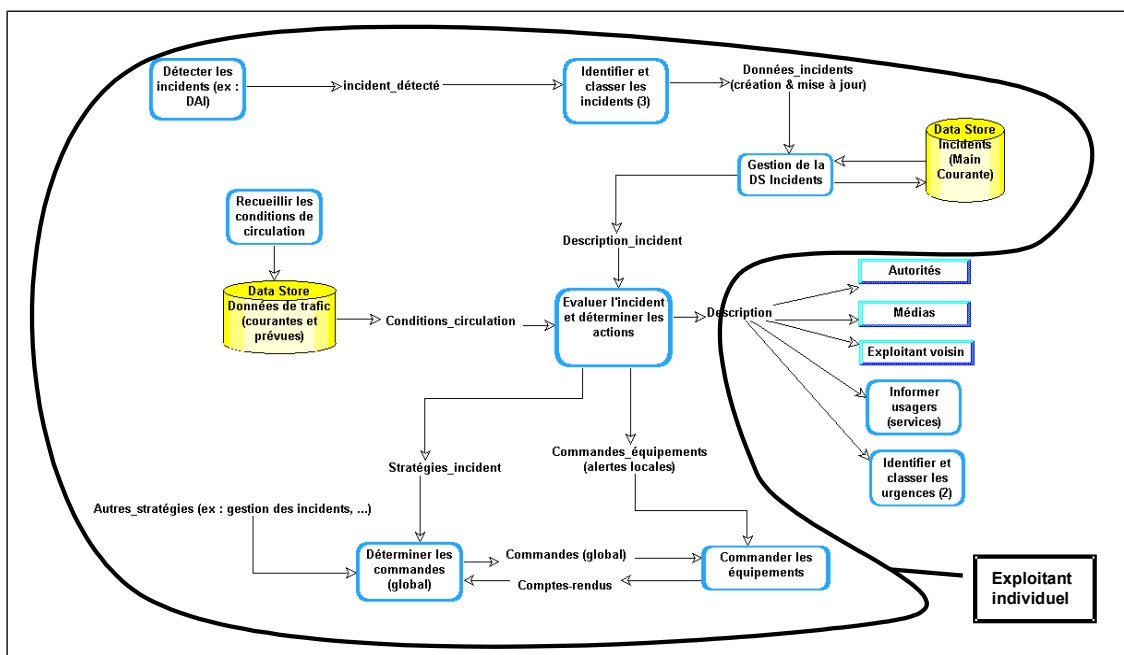 Détecter les
incidents (ex :
DAI)
incident_détecté
Identifier et
classer les
incidents (3)
Données_incidents
(création & mise à jour)
Data Store
Incidents
(Main
Courante)
Gestion de la
DS Incidents
Recueillir les
conditions de
circulation
Description_incident
Data Store
Données de trafic
(courantes et
prévues)
Conditions_circulation
Evaluer l'incident
et déterminer les
actions
Description
Autorités
Médias
Exploitant voisin
Informer
usagers
(services)
Identifier et
classer les
urgences (2)
Stratégies_incident
Commandes_équipements
(alertes locales)
Autres_stratégies (ex : gestion des incidents, ...)
Déterminer les
commandes
(global)
Commandes (global)
Comptes-rendus
Commander les
équipements
Exploitant
individuel